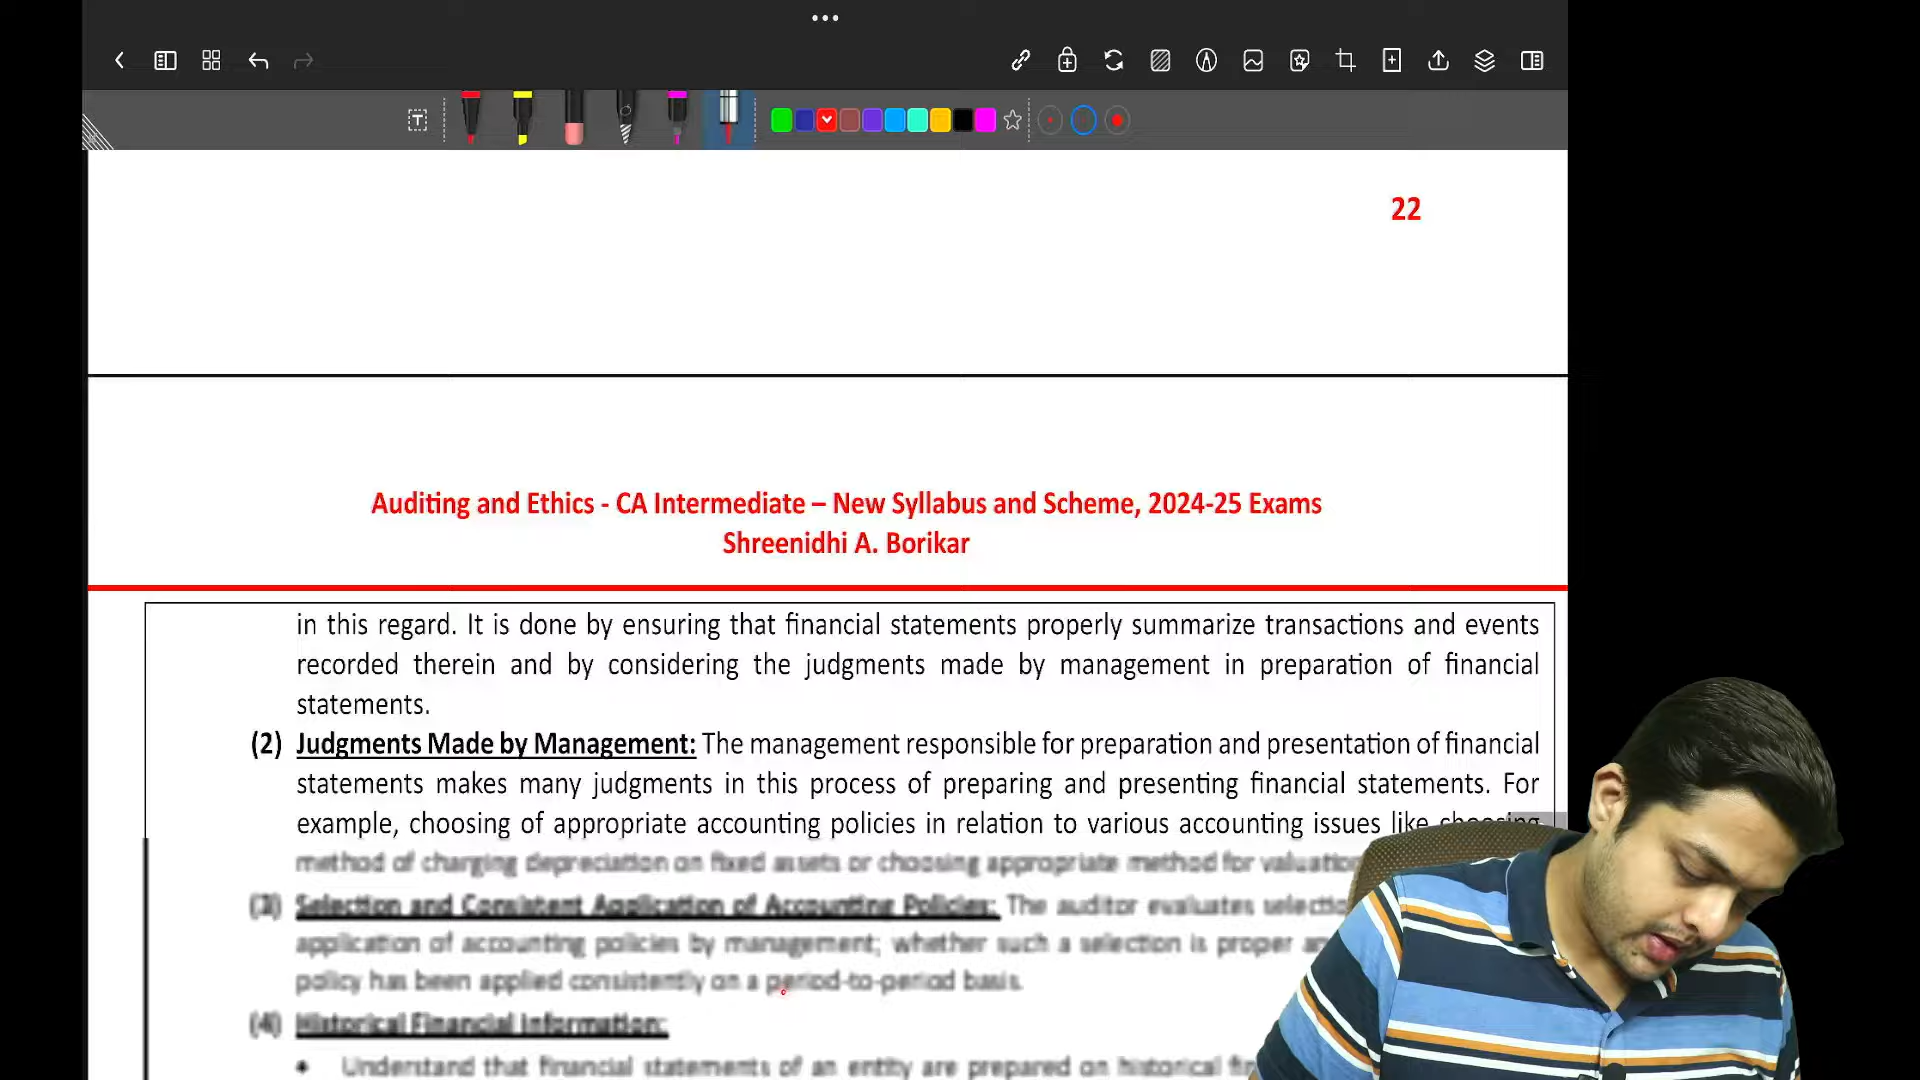 22
Auditing and Ethics - CA Intermediate – New Syllabus and Scheme, 2024-25 Exams
Shreenidhi A. Borikar
in this regard. It is done by ensuring that financial statements properly summarize transactions and events
recorded therein and by considering the judgments made by management in preparation of financial
statements.
(2) Judgments Made by Management: The management responsible for preparation and presentation of financial
statements makes many judgments in this process of preparing and presenting financial statements. For
example, choosing of appropriate accounting policies in relation to various accounting issues like choosing
method of charging depreciation on fixed assets or choosing appropriate method for
(3) Selection and Consistent Application of Accounting Policies: The auditor evaluates
application of accounting policies by management; whether such a selection is proper
policy has been applied consistently on a period-to-period basis.
(4) Historical Financial Information:
• Understand that financial statements of an entity are prepared on historical